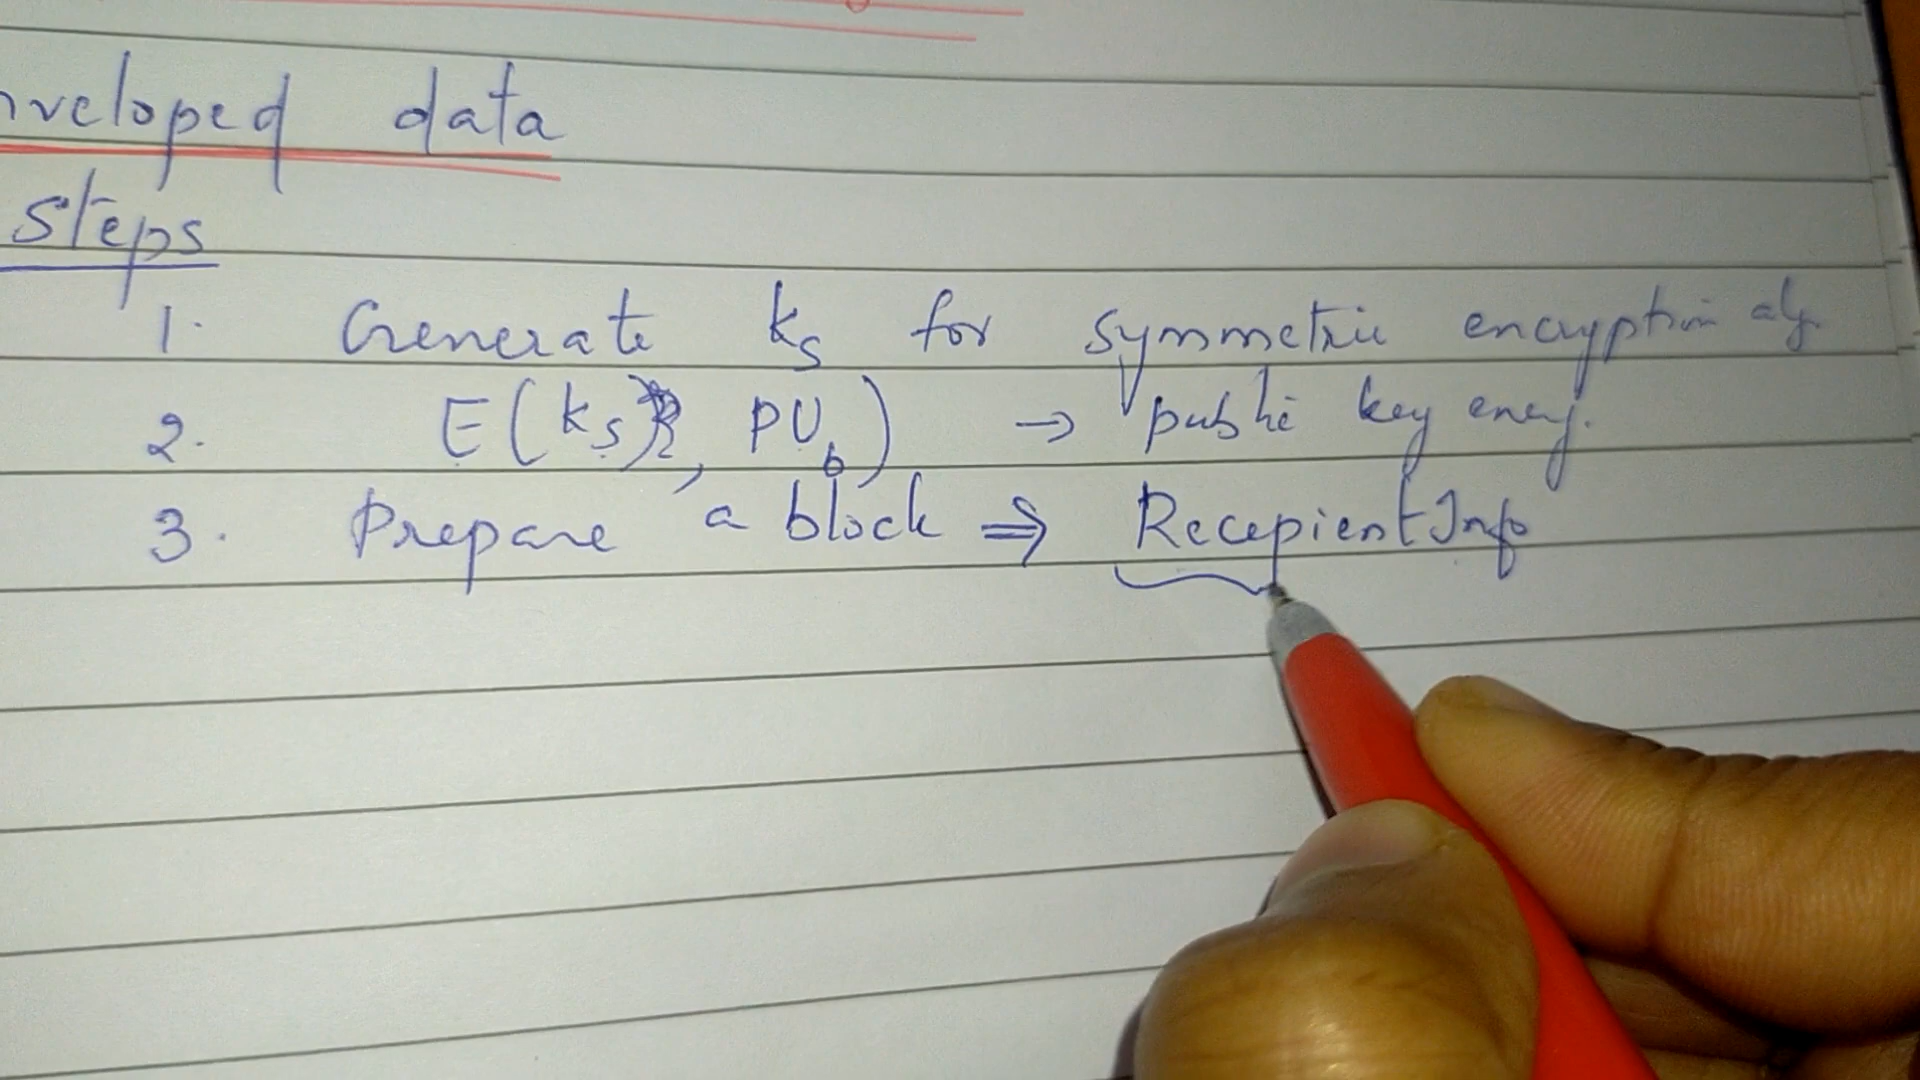 nveloped data
Steps
1. Generate ks for symmetric encryption alg.
2. E(ks, PUb) → public key ency.
3. Prepare a block ⇒ RecepientInfo